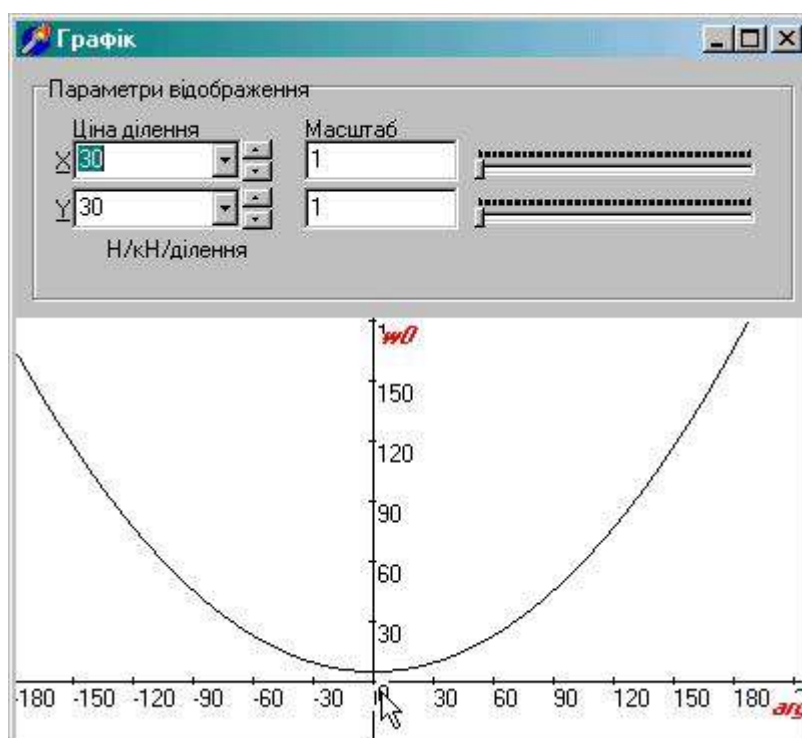 Графік
Параметри відображення
Ціна ділення Масштаб
X 30 1
Y 30 1
Н/кН/ділення
w0
150
120
90
60
30
-180 -150 -120 -90 -60 -30 0 30 60 90 120 150 180
arg